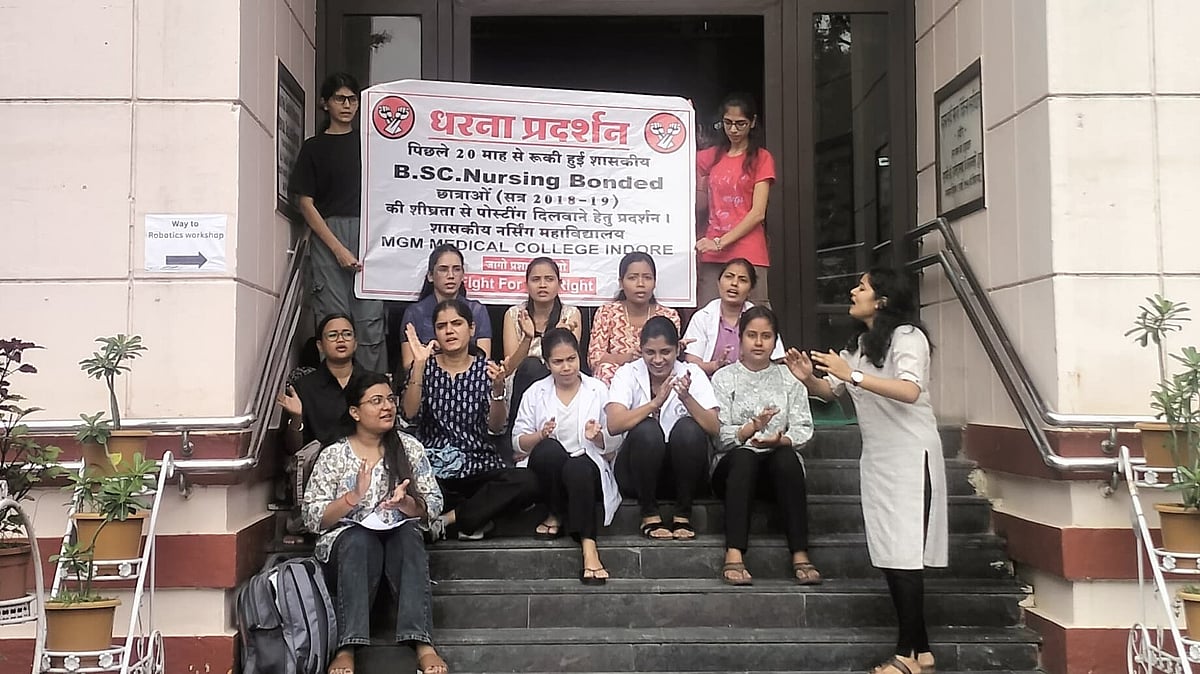 धरना प्रदर्शन
पिछले 20 माह से रूकी हुई शासकीय
B.SC.Nursing Bonded
छात्राओं (सत्र 2018-19)
की शीघ्रता से पोस्टींग दिलवाने हेतु प्रदर्शन।
शासकीय नर्सिंग महाविद्यालय
MGM MEDICAL COLLEGE INDORE
जागो
Fight For Right
Way to
Robotics workshop